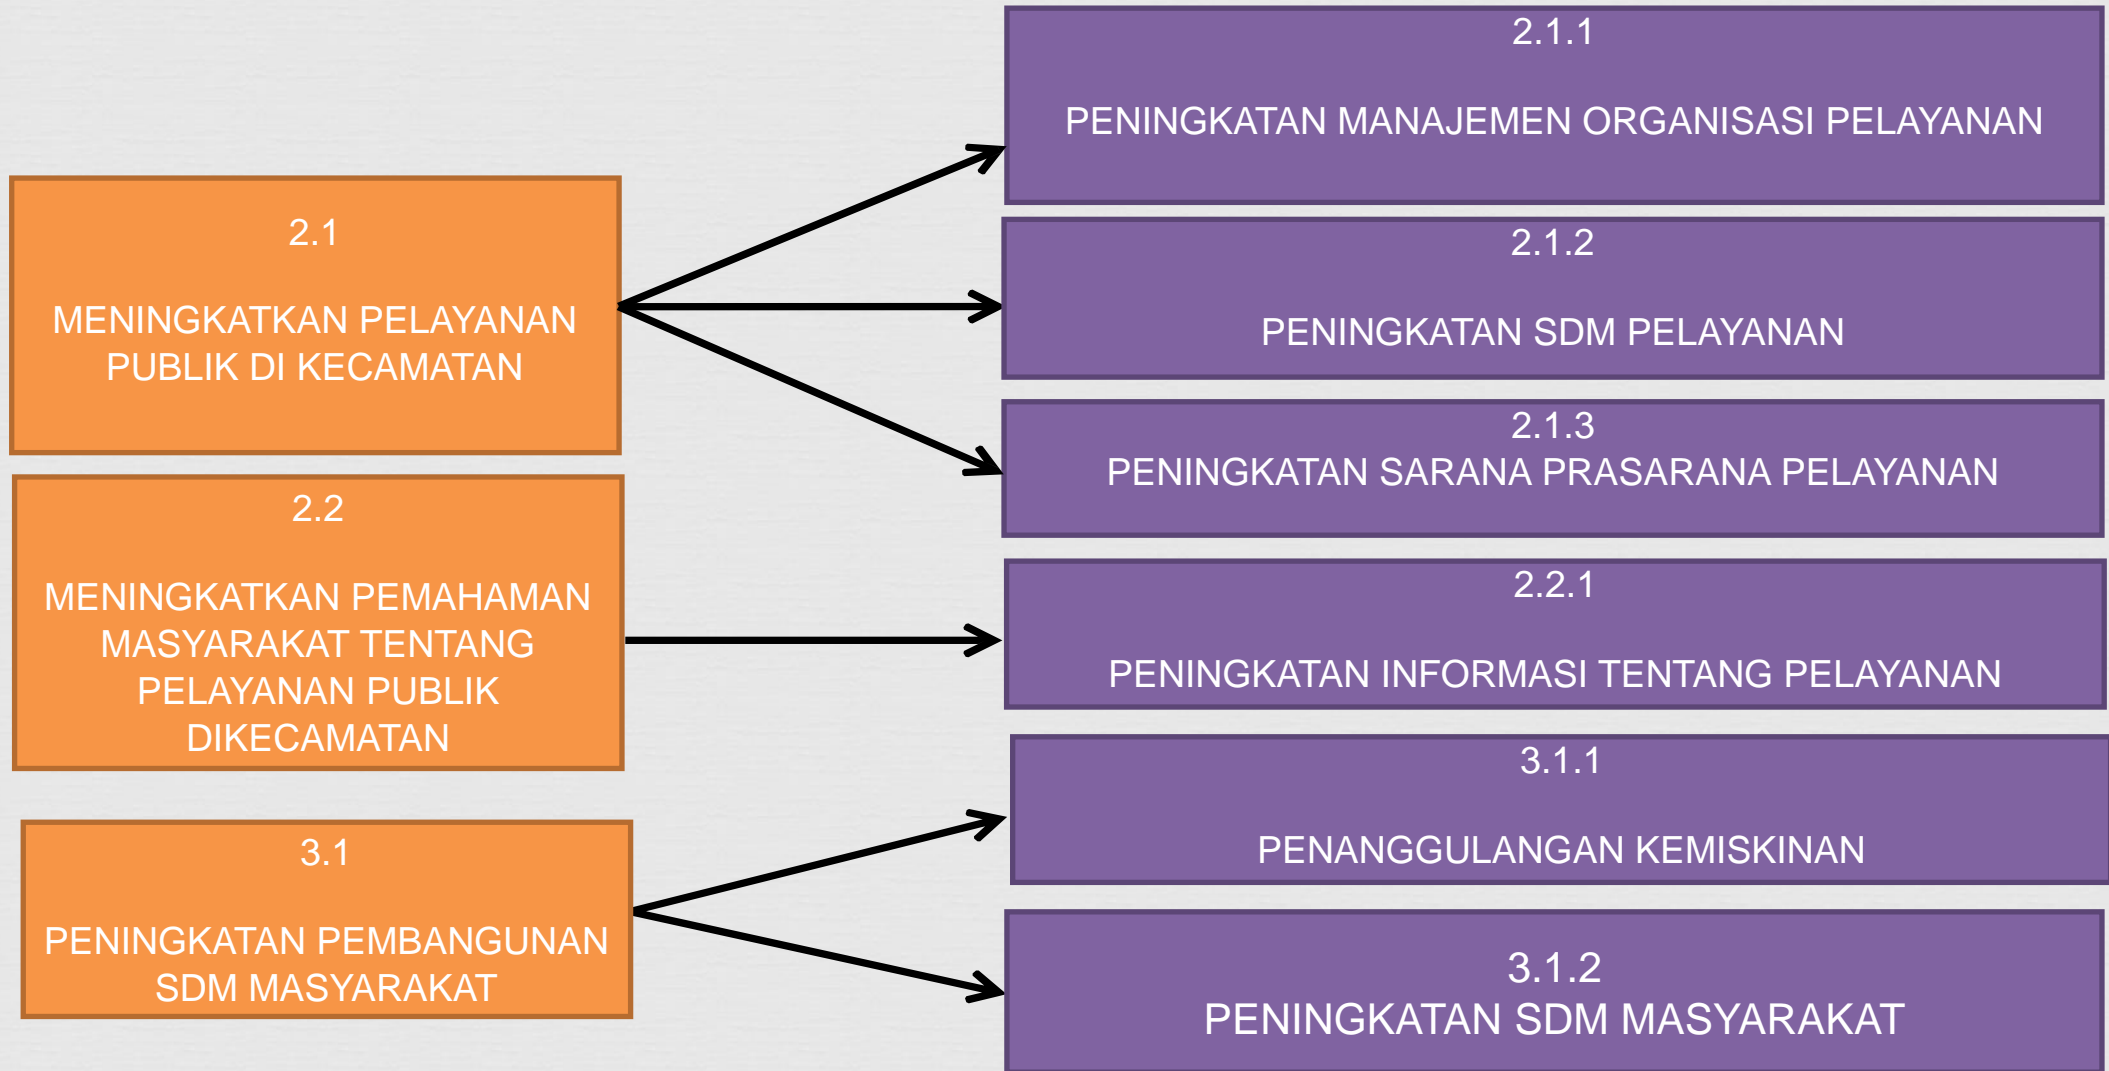 2.1
MENINGKATKAN PELAYANAN
PUBLIK DI KECAMATAN
2.2
MENINGKATKAN PEMAHAMAN
MASYARAKAT TENTANG
PELAYANAN PUBLIK
DIKECAMATAN
3.1
PENINGKATAN PEMBANGUNAN
SDM MASYARAKAT
2.1.1
PENINGKATAN MANAJEMEN ORGANISASI PELAYANAN
2.1.2
PENINGKATAN SDM PELAYANAN
2.1.3
PENINGKATAN SARANA PRASARANA PELAYANAN
2.2.1
PENINGKATAN INFORMASI TENTANG PELAYANAN
3.1.1
PENANGGULANGAN KEMISKINAN
3.1.2
PENINGKATAN SDM MASYARAKAT